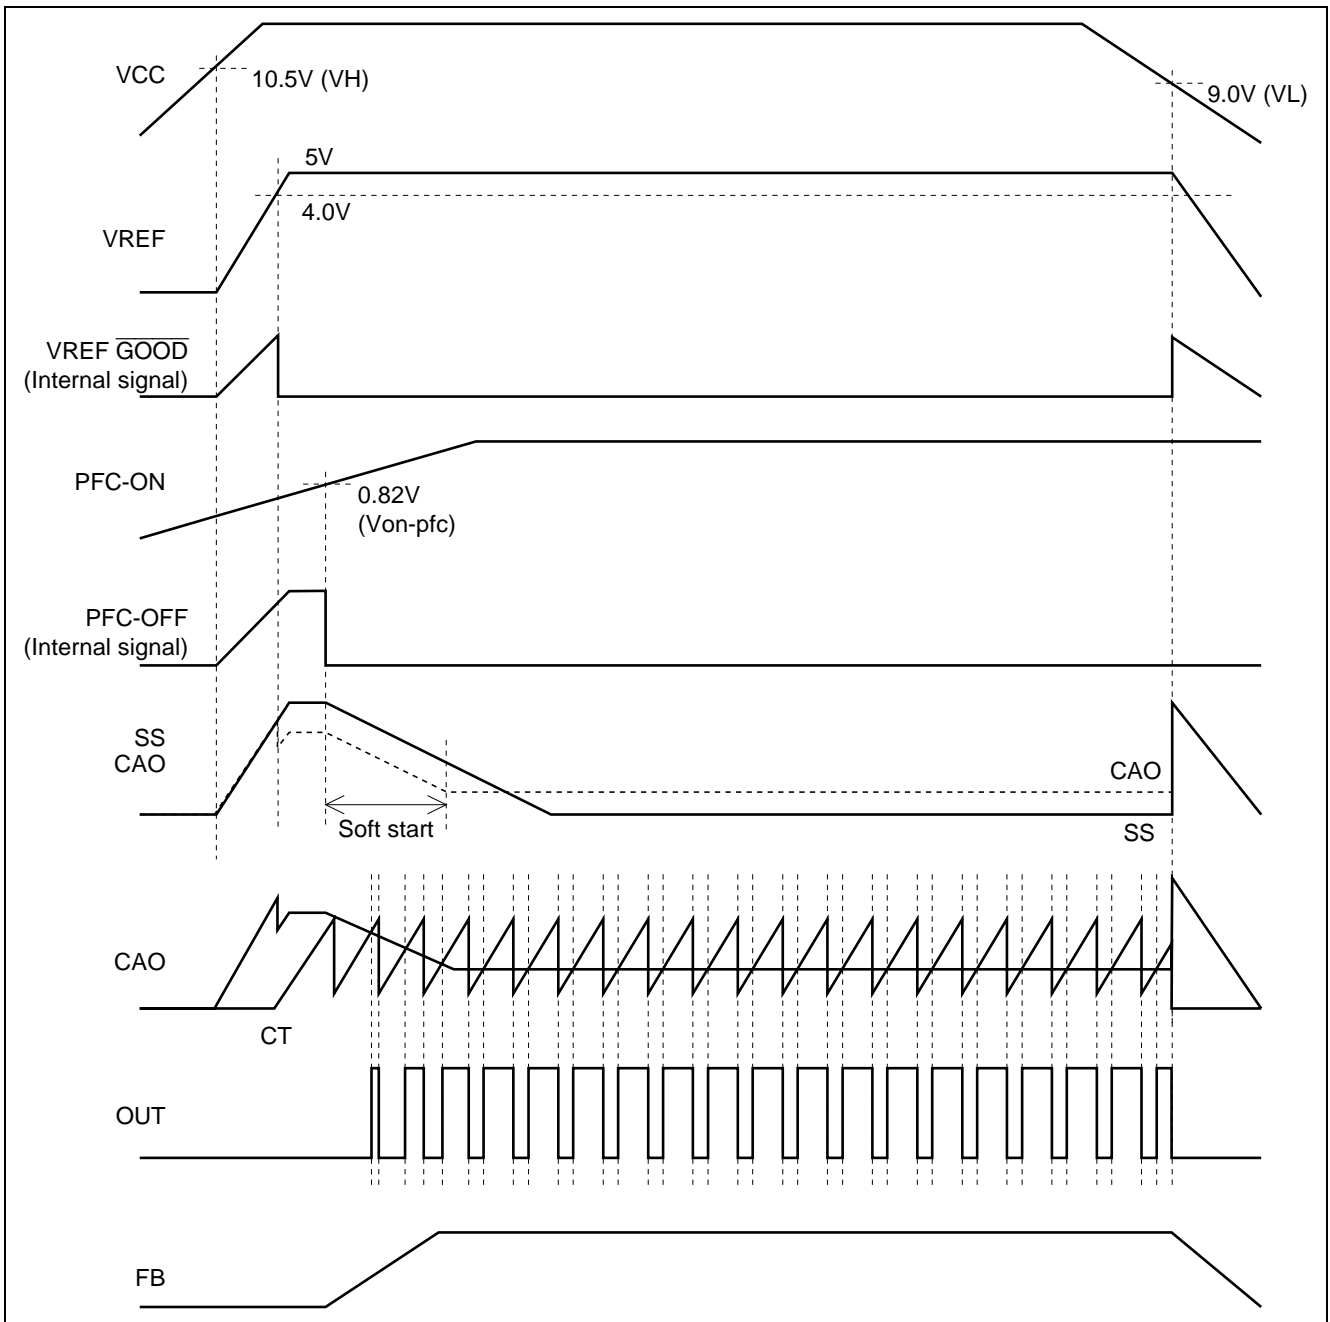 VCC
10.5V (VH)
9.0V (VL)
5V
4.0V
VREF
VREF GOOD
(Internal signal)
PFC-ON
0.82V
(Von-pfc)
PFC-OFF
(Internal signal)
SS
CAO
CAO
Soft start
SS
CAO
CT
OUT
FB